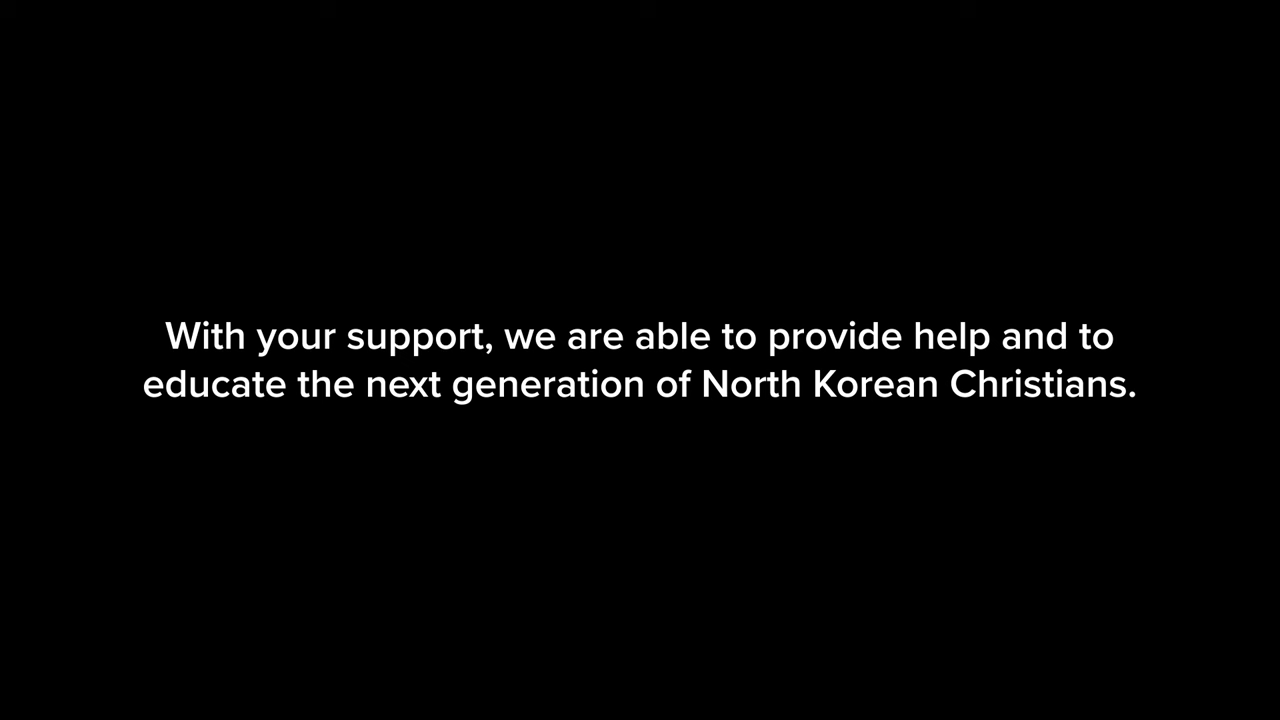 With your support, we are able to provide help and to
educate the next generation of North Korean Christians.